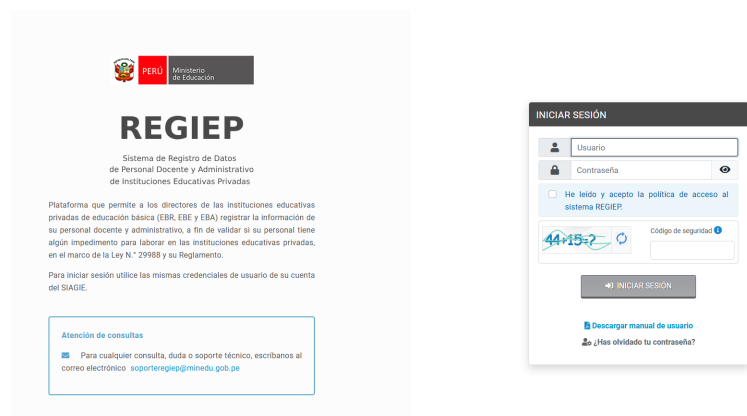 PERÚ
Ministerio
de Educación
REGIEP
Sistema de Registro de Datos
de Personal Docente y Administrativo
de Instituciones Educativas Privadas
Plataforma que permite a los directores de las instituciones educativas
privadas de educación básica (EBR, EBE y EBA) registrar la información de
su personal docente y administrativo, a fin de validar si su personal tiene
algún impedimento para laborar en las instituciones educativas privadas,
en el marco de la Ley N.° 29988 y su Reglamento.
Para iniciar sesión utilice las mismas credenciales de usuario de su cuenta
del SIAGIE.
Atención de consultas
Para cualquier consulta, duda o soporte técnico, escríbanos al
correo electrónico soporteregiep@minedu.gob.pe
INICIAR SESIÓN
Usuario
Contraseña
He leído y acepto la política de acceso al
sistema REGIEP.
44+15=?
Código de seguridad
INICIAR SESIÓN
Descargar manual de usuario
¿Has olvidado tu contraseña?